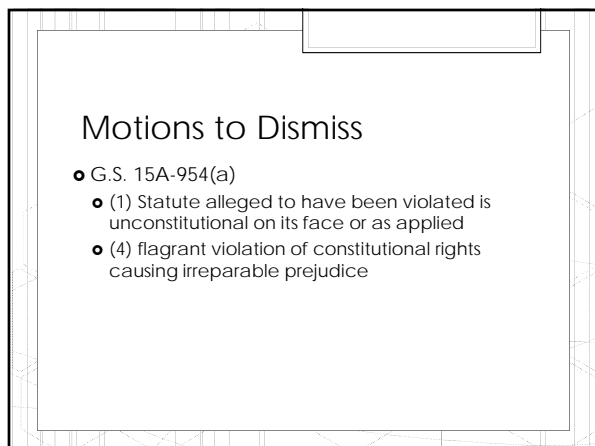 Motions to Dismiss
G.S. 15A-954(a)
(1) Statute alleged to have been violated is
unconstitutional on its face or as applied
(4) flagrant violation of constitutional rights
causing irreparable prejudice